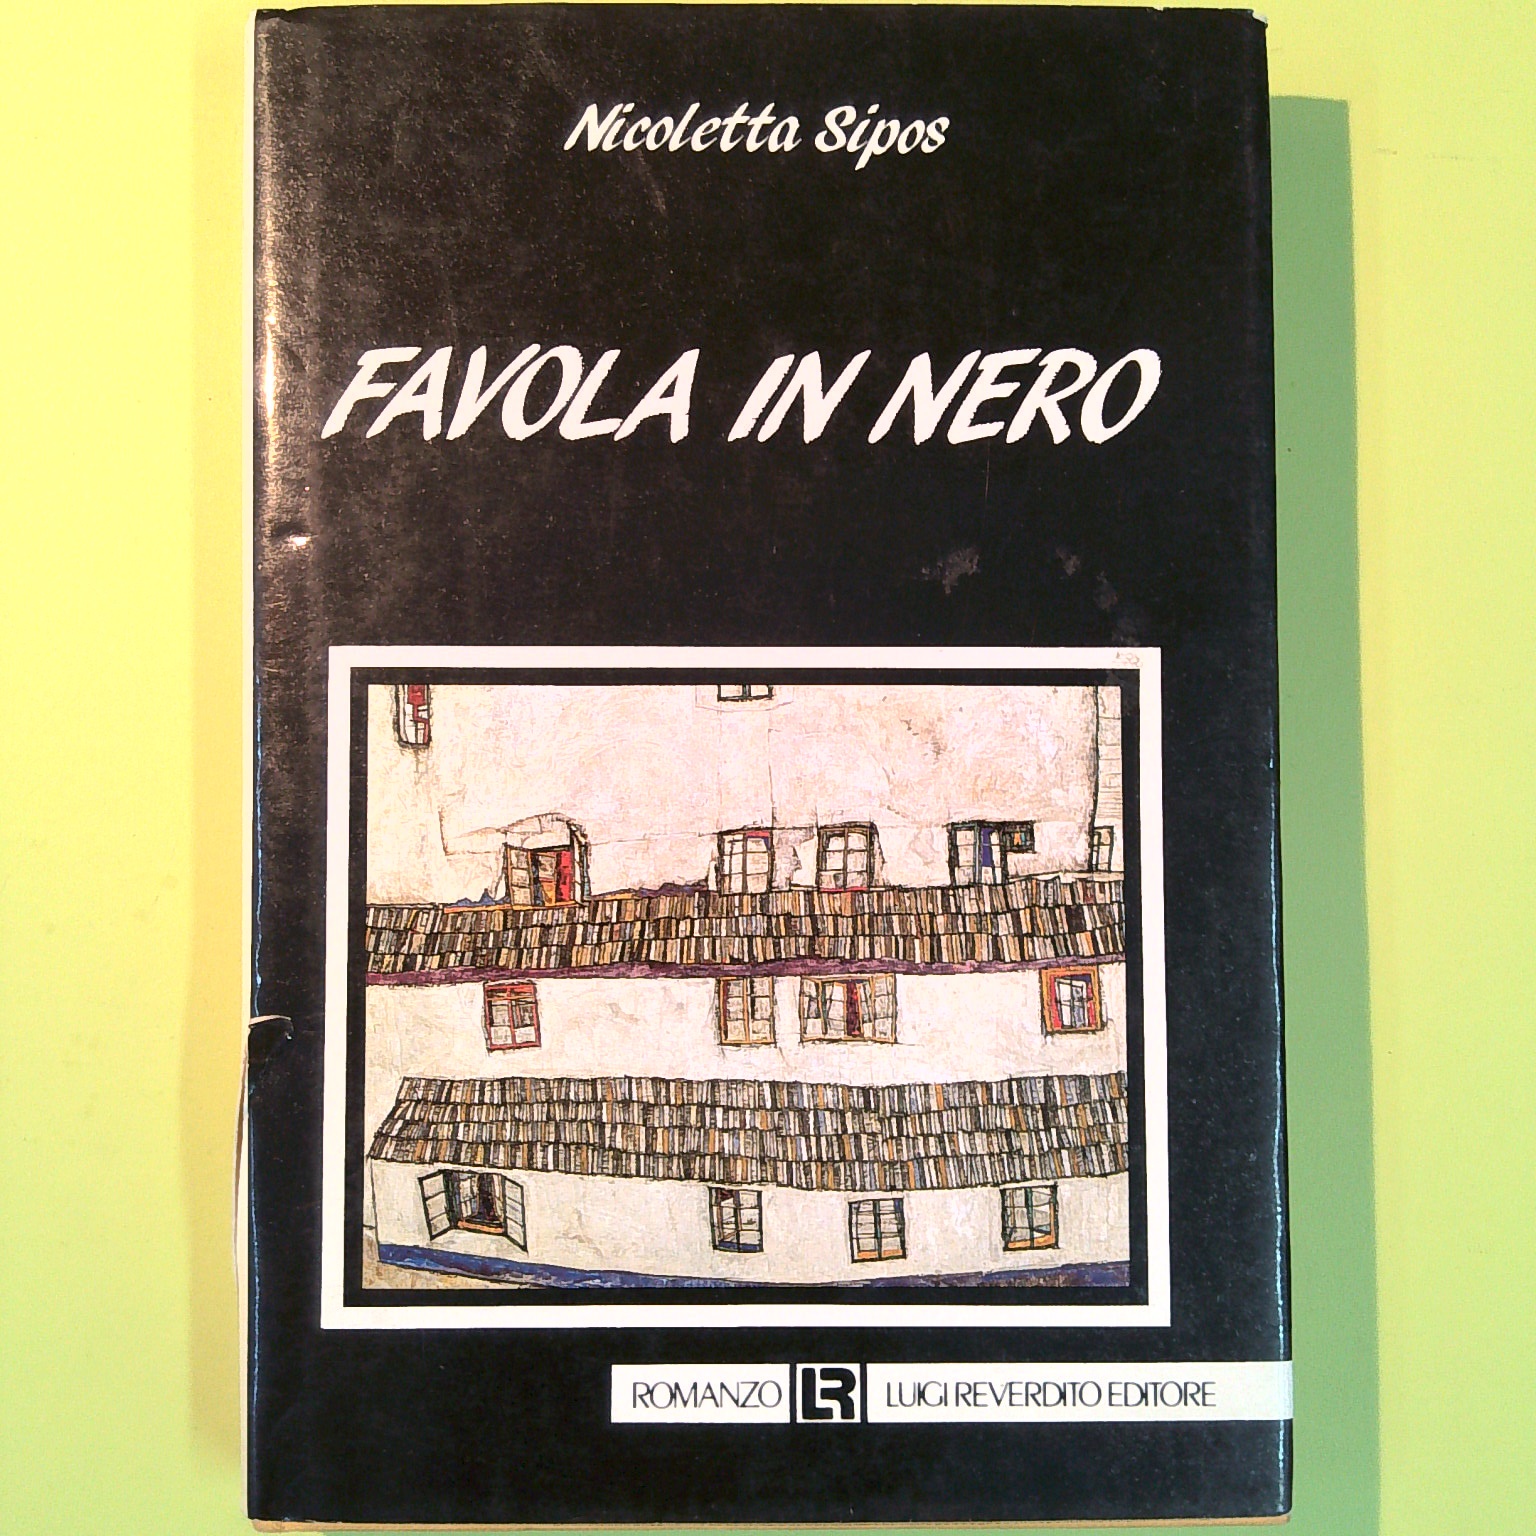 Nicoletta Sipos
FAVOLA IN NERO
ROMANZO LR LUIGI REVERDITO EDITORE